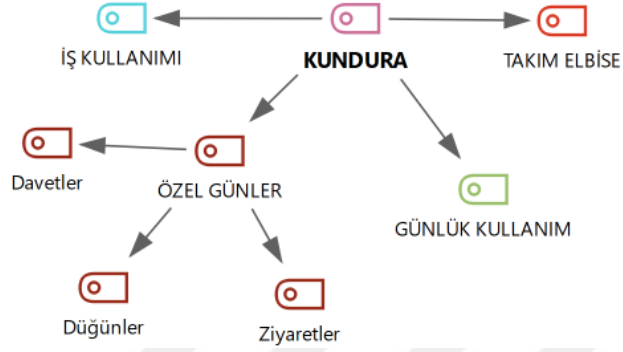 İŞ KULLANIMI
KUNDURA
TAKIM ELBİSE
Davetler
ÖZEL GÜNLER
GÜNLÜK KULLANIM
Düğünler
Ziyaretler